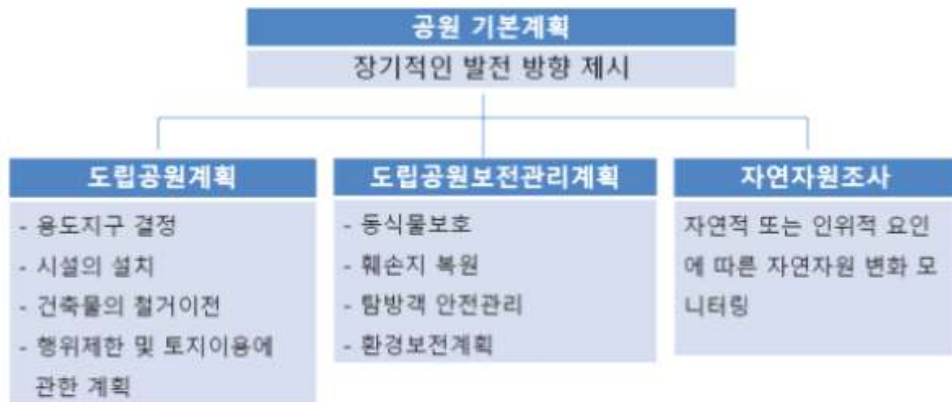 공원 기본계획
장기적인 발전 방향 제시
도립공원계획
- 용도지구 결정
- 시설의 설치
- 건축물의 철거이전
- 행위제한 및 토지이용에
관한 계획
도립공원보전관리계획
- 동식물보호
- 훼손지 복원
- 탐방객 안전관리
- 환경보전계획
자연자원조사
자연적 또는 인위적 요인
에 따른 자연자원 변화 모
니터링